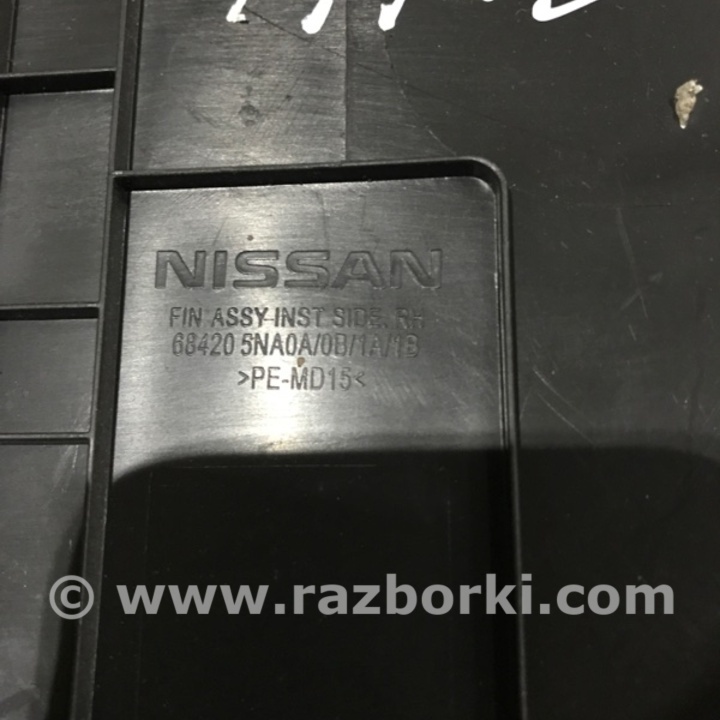 NISSAN
FIN ASSY-INST SIDE, RH
68420 5NA0A/0B/1A/1B
>PE-MD15<
© www.razborki.com